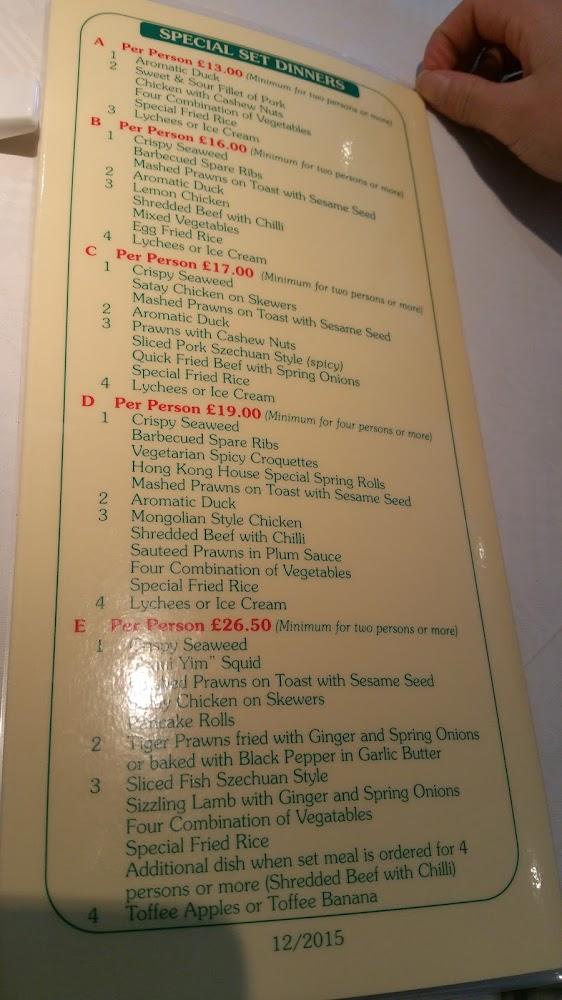 SPECIAL SET DINNERS
A Per Person £13.00 (Minimum for two persons or more)
1 Aromatic Duck
2 Sweet & Sour Fillet of Pork
Chicken with Cashew Nuts
Four Combination of Vegetables
Special Fried Rice
3 Lychees or Ice Cream
B Per Person £16.00 (Minimum for two persons or more)
1 Crispy Seaweed
Barbecued Spare Ribs
Mashed Prawns on Toast with Sesame Seed
2 Aromatic Duck
3 Lemon Chicken
Shredded Beef with Chilli
Mixed Vegetables
Egg Fried Rice
4 Lychees or Ice Cream
C Per Person £17.00 (Minimum for two persons or more)
1 Crispy Seaweed
Satay Chicken on Skewers
Mashed Prawns on Toast with Sesame Seed
2 Aromatic Duck
3 Prawns with Cashew Nuts
Sliced Pork Szechuan Style (spicy)
Quick Fried Beef with Spring Onions
Special Fried Rice
4 Lychees or Ice Cream
D Per Person £19.00 (Minimum for four persons or more)
1 Crispy Seaweed
Barbecued Spare Ribs
Vegetarian Spicy Croquettes
Hong Kong House Special Spring Rolls
Mashed Prawns on Toast with Sesame Seed
2 Aromatic Duck
3 Mongolian Style Chicken
Shredded Beef with Chilli
Sauteed Prawns in Plum Sauce
Four Combination of Vegetables
Special Fried Rice
4 Lychees or Ice Cream
E Per Person £26.50 (Minimum for two persons or more)
1 Crispy Seaweed
Yim" Squid
Mashed Prawns on Toast with Sesame Seed
Chicken on Skewers
Pancake Rolls
2 Tiger Prawns fried with Ginger and Spring Onions
or baked with Black Pepper in Garlic Butter
3 Sliced Fish Szechuan Style
Sizzling Lamb with Ginger and Spring Onions
Four Combination of Vegatables
Special Fried Rice
Additional dish when set meal is ordered for 4
persons or more (Shredded Beef with Chilli)
4 Toffee Apples or Toffee Banana
12/2015